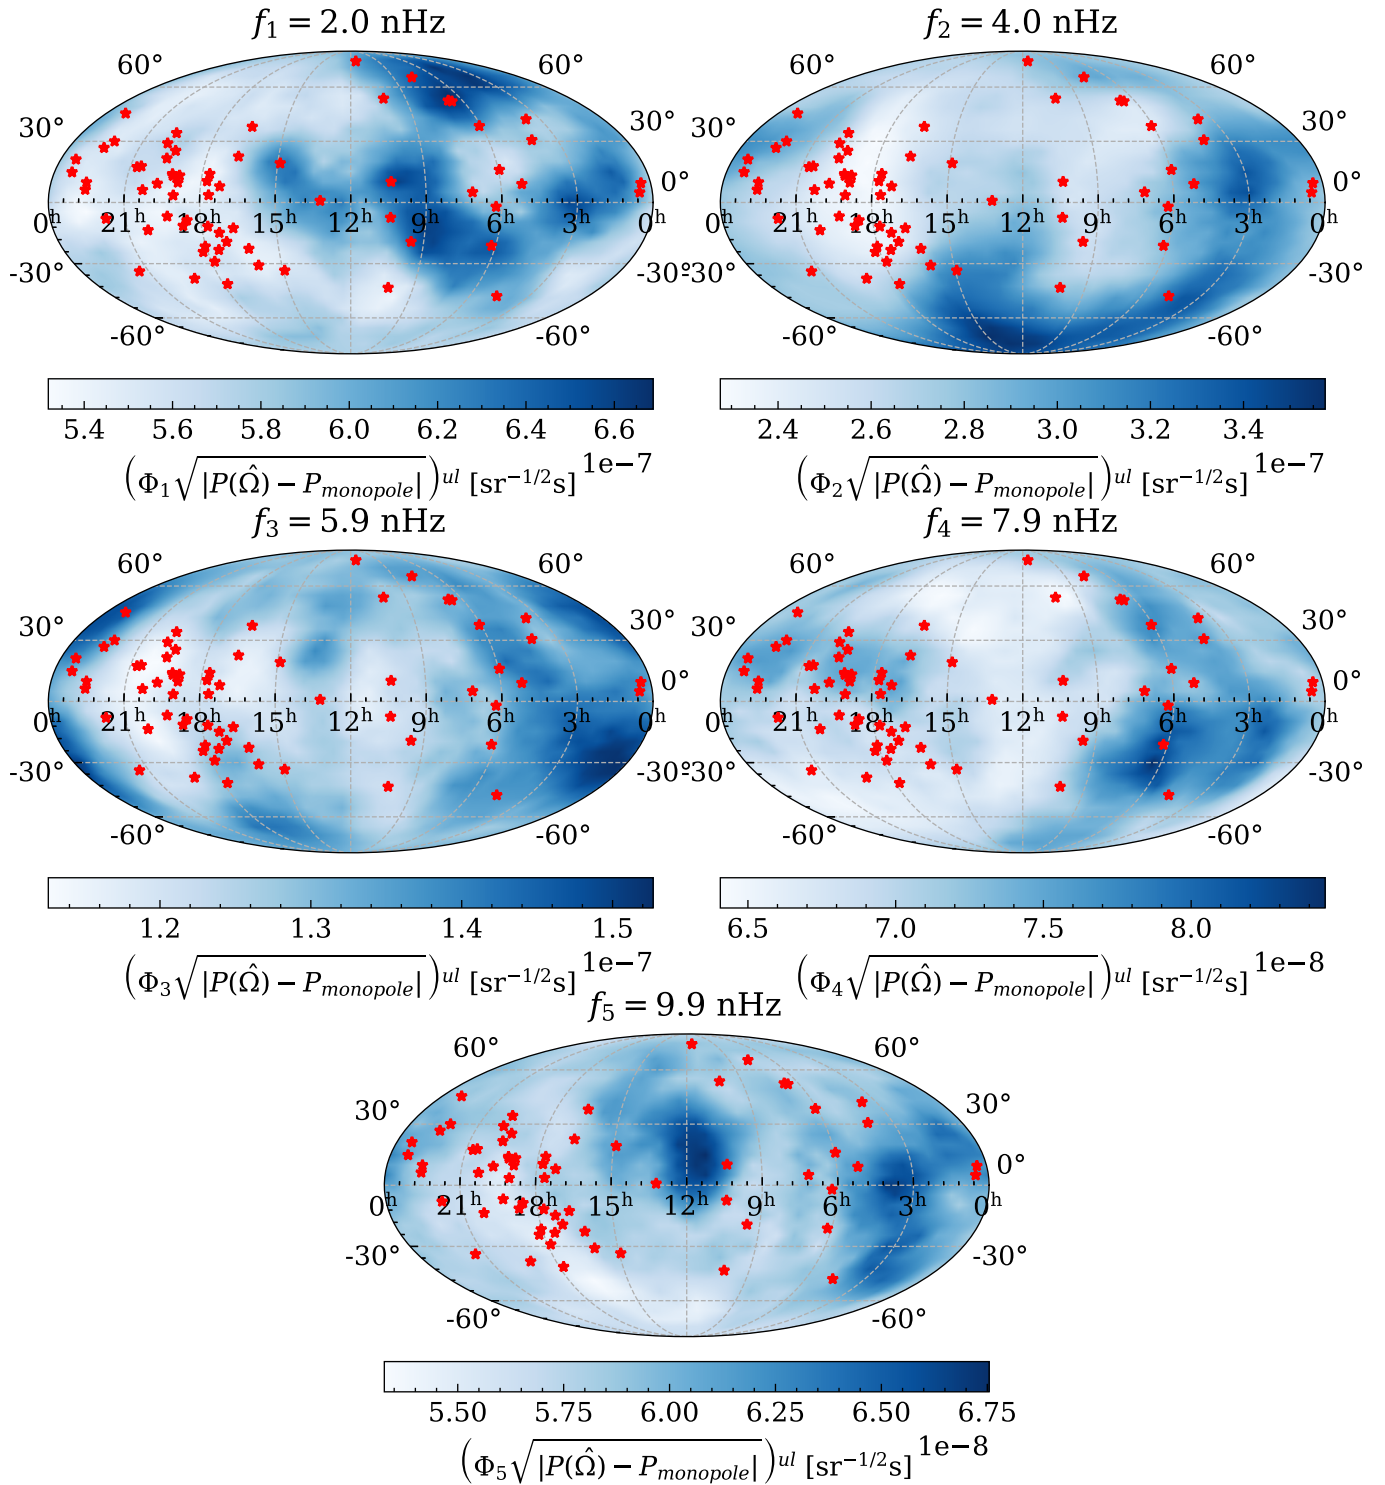 f₁ = 2.0 nHz f₂ = 4.0 nHz
60° 60° 60° 60°
30° 30° 30° 30°
0° 0°
0ʰ 21ʰ 18ʰ 15ʰ 12ʰ 9ʰ 6ʰ 3ʰ 0ʰ 0ʰ 21ʰ 18ʰ 15ʰ 12ʰ 9ʰ 6ʰ 3ʰ 0ʰ
-30° -30° -30° -30°
-60° -60° -60° -60°
5.4 5.6 5.8 6.0 6.2 6.4 6.6 2.4 2.6 2.8 3.0 3.2 3.4
(Φ₁√|P(Ω̂) − P_monopole|)^ul [sr^−1/2 s] 1e−7 (Φ₂√|P(Ω̂) − P_monopole|)^ul [sr^−1/2 s] 1e−7
f₃ = 5.9 nHz f₄ = 7.9 nHz
60° 60° 60° 60°
30° 30° 30° 30°
0° 0°
0ʰ 21ʰ 18ʰ 15ʰ 12ʰ 9ʰ 6ʰ 3ʰ 0ʰ 0ʰ 21ʰ 18ʰ 15ʰ 12ʰ 9ʰ 6ʰ 3ʰ 0ʰ
-30° -30° -30° -30°
-60° -60° -60° -60°
1.2 1.3 1.4 1.5 6.5 7.0 7.5 8.0
(Φ₃√|P(Ω̂) − P_monopole|)^ul [sr^−1/2 s] 1e−7 (Φ₄√|P(Ω̂) − P_monopole|)^ul [sr^−1/2 s] 1e−8
f₅ = 9.9 nHz
60° 60°
30° 30°
0°
0ʰ 21ʰ 18ʰ 15ʰ 12ʰ 9ʰ 6ʰ 3ʰ 0ʰ
-30° -30°
-60° -60°
5.50 5.75 6.00 6.25 6.50 6.75
(Φ₅√|P(Ω̂) − P_monopole|)^ul [sr^−1/2 s] 1e−8